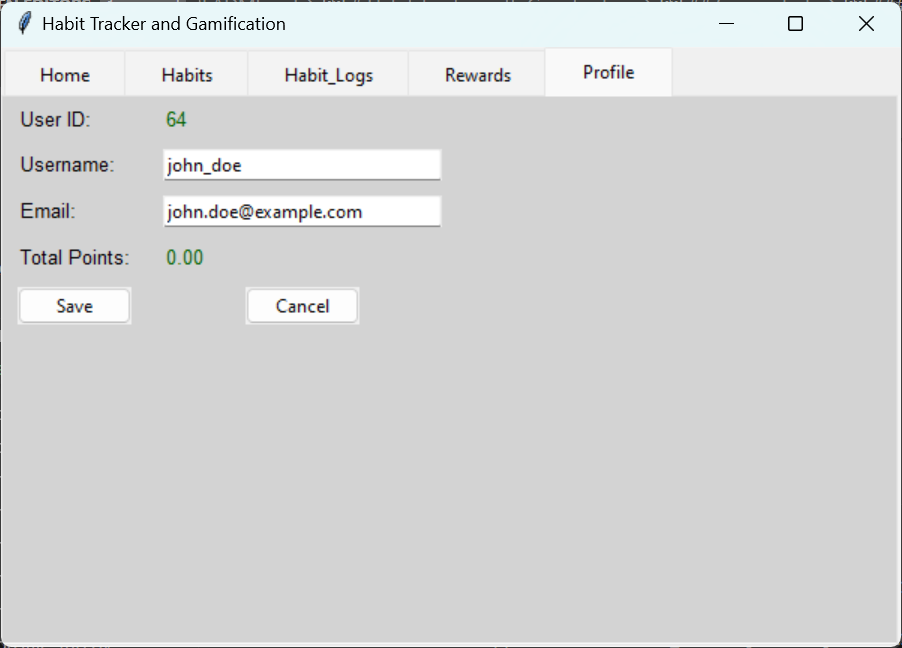 Habit Tracker and Gamification
Home Habits Habit_Logs Rewards Profile
User ID: 64
Username: john_doe
Email: john.doe@example.com
Total Points: 0.00
Save Cancel